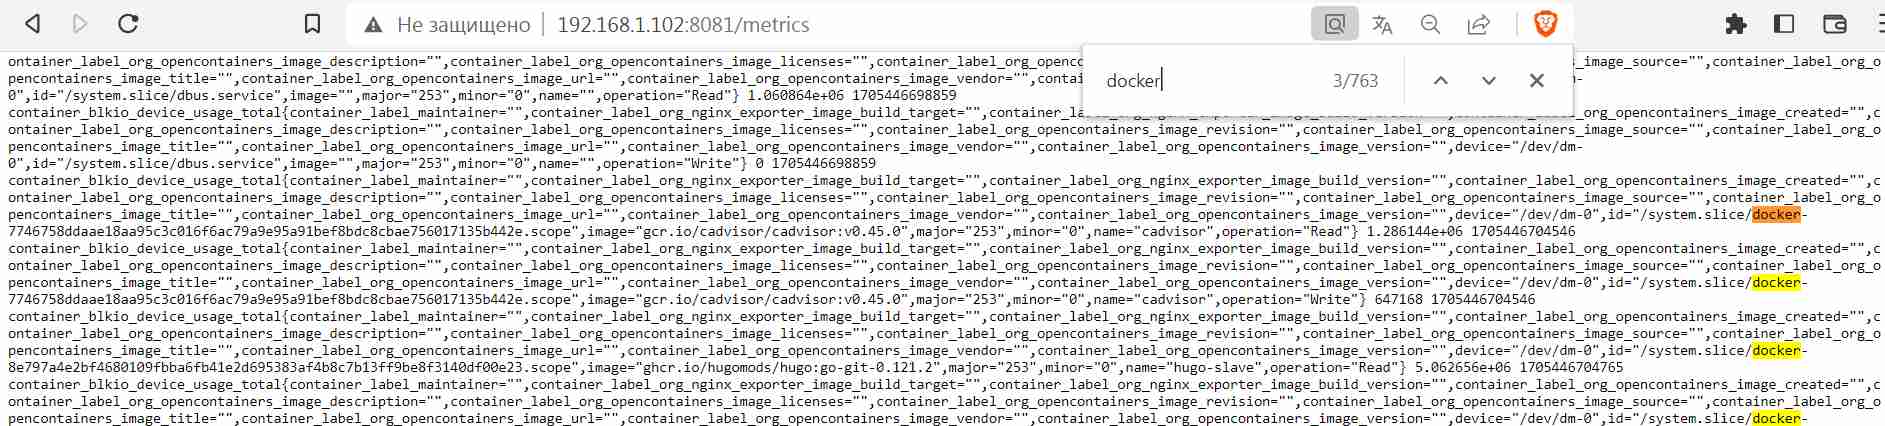 Не защищено 192.168.1.102:8081/metrics
docker 3/763
ontainer_label_org_opencontainers_image_description="",container_label_org_opencontainers_image_licenses="",container_label_ s_image_source="",container_label_org_o
pencontainers_image_title="",container_label_org_opencontainers_image_url="",container_label_org_opencontainers_image_vendor="",conta dm-
0",id="/system.slice/dbus.service",image="",major="253",minor="0",name="",operation="Read"} 1.060864e+06 1705446698859
container_blkio_device_usage_total{container_label_maintainer="",container_label_org_nginx_exporter_image_build_target="",container_l s_image_created="",c
ontainer_label_org_opencontainers_image_description="",container_label_org_opencontainers_image_licenses="",container_label_org_opencontainers_image_revision="",container_label_org_opencontainers_image_source="",container_label_org_o
pencontainers_image_title="",container_label_org_opencontainers_image_url="",container_label_org_opencontainers_image_vendor="",container_label_org_opencontainers_image_version="",device="/dev/dm-
0",id="/system.slice/dbus.service",image="",major="253",minor="0",name="",operation="Write"} 0 1705446698859
container_blkio_device_usage_total{container_label_maintainer="",container_label_org_nginx_exporter_image_build_target="",container_label_org_nginx_exporter_image_build_version="",container_label_org_opencontainers_image_created="",c
ontainer_label_org_opencontainers_image_description="",container_label_org_opencontainers_image_licenses="",container_label_org_opencontainers_image_revision="",container_label_org_opencontainers_image_source="",container_label_org_o
pencontainers_image_title="",container_label_org_opencontainers_image_url="",container_label_org_opencontainers_image_vendor="",container_label_org_opencontainers_image_version="",device="/dev/dm-0",id="/system.slice/docker-
7746758ddaae18aa95c3c016f6ac79a9e95a91bef8bdc8cbae756017135b442e.scope",image="gcr.io/cadvisor/cadvisor:v0.45.0",major="253",minor="0",name="cadvisor",operation="Read"} 1.286144e+06 1705446704546
container_blkio_device_usage_total{container_label_maintainer="",container_label_org_nginx_exporter_image_build_target="",container_label_org_nginx_exporter_image_build_version="",container_label_org_opencontainers_image_created="",c
ontainer_label_org_opencontainers_image_description="",container_label_org_opencontainers_image_licenses="",container_label_org_opencontainers_image_revision="",container_label_org_opencontainers_image_source="",container_label_org_o
pencontainers_image_title="",container_label_org_opencontainers_image_url="",container_label_org_opencontainers_image_vendor="",container_label_org_opencontainers_image_version="",device="/dev/dm-0",id="/system.slice/docker-
7746758ddaae18aa95c3c016f6ac79a9e95a91bef8bdc8cbae756017135b442e.scope",image="gcr.io/cadvisor/cadvisor:v0.45.0",major="253",minor="0",name="cadvisor",operation="Write"} 647168 1705446704546
container_blkio_device_usage_total{container_label_maintainer="",container_label_org_nginx_exporter_image_build_target="",container_label_org_nginx_exporter_image_build_version="",container_label_org_opencontainers_image_created="",c
ontainer_label_org_opencontainers_image_description="",container_label_org_opencontainers_image_licenses="",container_label_org_opencontainers_image_revision="",container_label_org_opencontainers_image_source="",container_label_org_o
pencontainers_image_title="",container_label_org_opencontainers_image_url="",container_label_org_opencontainers_image_vendor="",container_label_org_opencontainers_image_version="",device="/dev/dm-0",id="/system.slice/docker-
8e797a4e2bf4680109fbba6fb41e2d695383af4b8c7b13ff9be8f3140df00e23.scope",image="ghcr.io/hugomods/hugo:go-git-0.121.2",major="253",minor="0",name="hugo-slave",operation="Read"} 5.062656e+06 1705446704765
container_blkio_device_usage_total{container_label_maintainer="",container_label_org_nginx_exporter_image_build_target="",container_label_org_nginx_exporter_image_build_version="",container_label_org_opencontainers_image_created="",c
ontainer_label_org_opencontainers_image_description="",container_label_org_opencontainers_image_licenses="",container_label_org_opencontainers_image_revision="",container_label_org_opencontainers_image_source="",container_label_org_o
pencontainers_image_title="",container_label_org_opencontainers_image_url="",container_label_org_opencontainers_image_vendor="",container_label_org_opencontainers_image_version="",device="/dev/dm-0",id="/system.slice/docker-